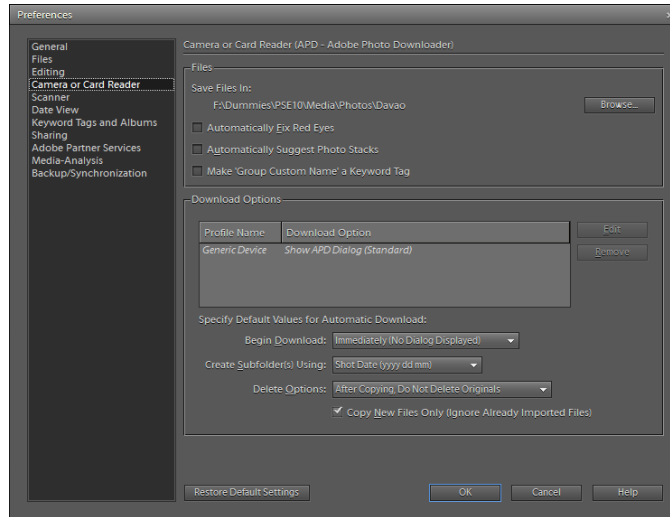 Preferences
General
Files
Editing
Camera or Card Reader
Scanner
Date View
Keyword Tags and Albums
Sharing
Adobe Partner Services
Media-Analysis
Backup/Synchronization
Camera or Card Reader (APD - Adobe Photo Downloader)
Files
Save Files In:
F:\Dummies\PSE10\Media\Photos\Davao
Browse...
Automatically Fix Red Eyes
Automatically Suggest Photo Stacks
Make 'Group Custom Name' a Keyword Tag
Download Options
Profile Name Download Option
Generic Device Show APD Dialog (Standard)
Edit
Remove
Specify Default Values for Automatic Download:
Begin Download: Immediately (No Dialog Displayed)
Create Subfolder(s) Using: Shot Date (yyyy dd mm)
Delete Options: After Copying, Do Not Delete Originals
Copy New Files Only (Ignore Already Imported Files)
Restore Default Settings OK Cancel Help